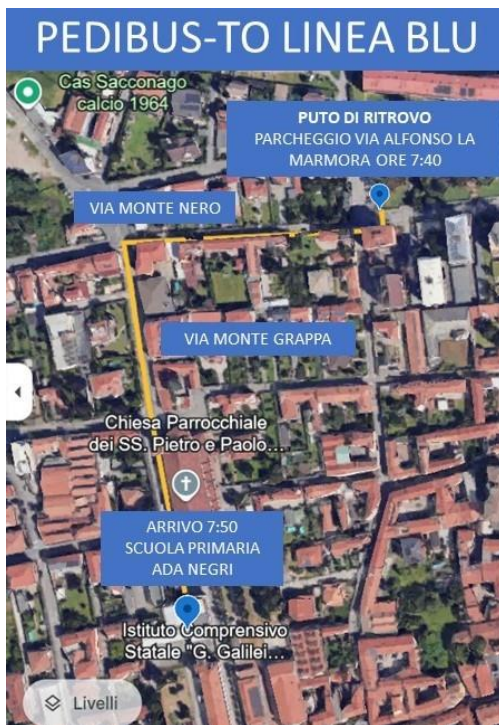 PEDIBUS-TO LINEA BLU
Cas Sacconago
calcio 1964
PUTO DI RITROVO
PARCHEGGIO VIA ALFONSO LA
MARMORA ORE 7:40
VIA MONTE NERO
VIA MONTE GRAPPA
Chiesa Parrocchiale
dei SS. Pietro e Paolo...
ARRIVO 7:50
SCUOLA PRIMARIA
ADA NEGRI
Istituto Comprensivo
Statale "G. Galilei...
Livelli